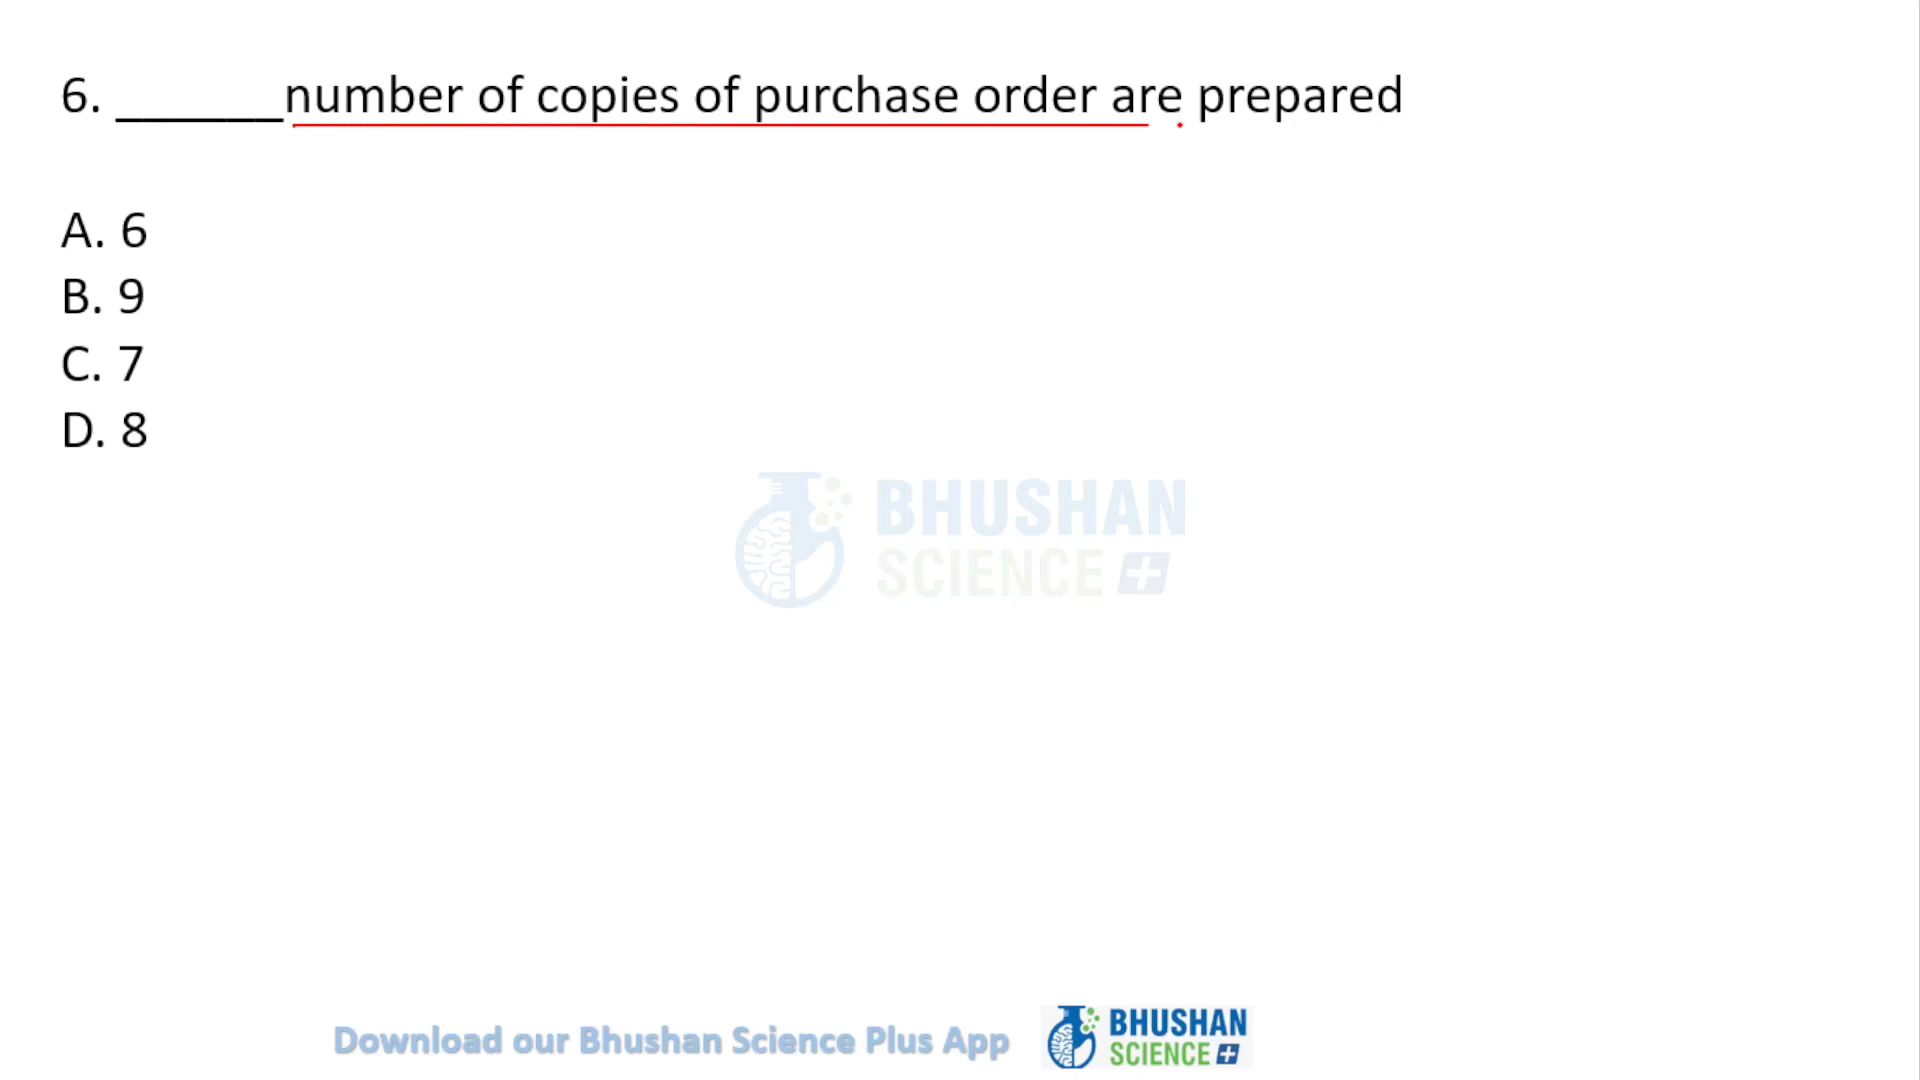 6. ______number of copies of purchase order are prepared
A. 6
B. 9
C. 7
D. 8
BHUSHAN
SCIENCE
Download our Bhushan Science Plus App
BHUSHAN
SCIENCE